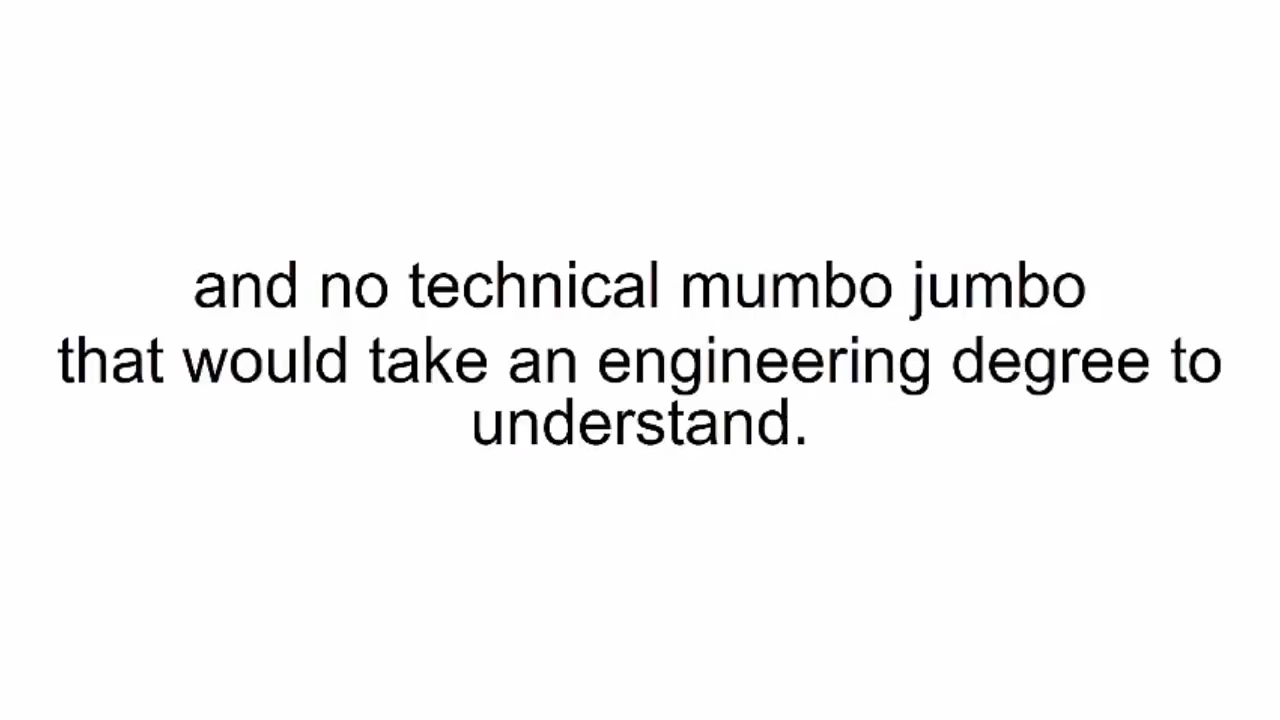 and no technical mumbo jumbo
that would take an engineering degree to
understand.